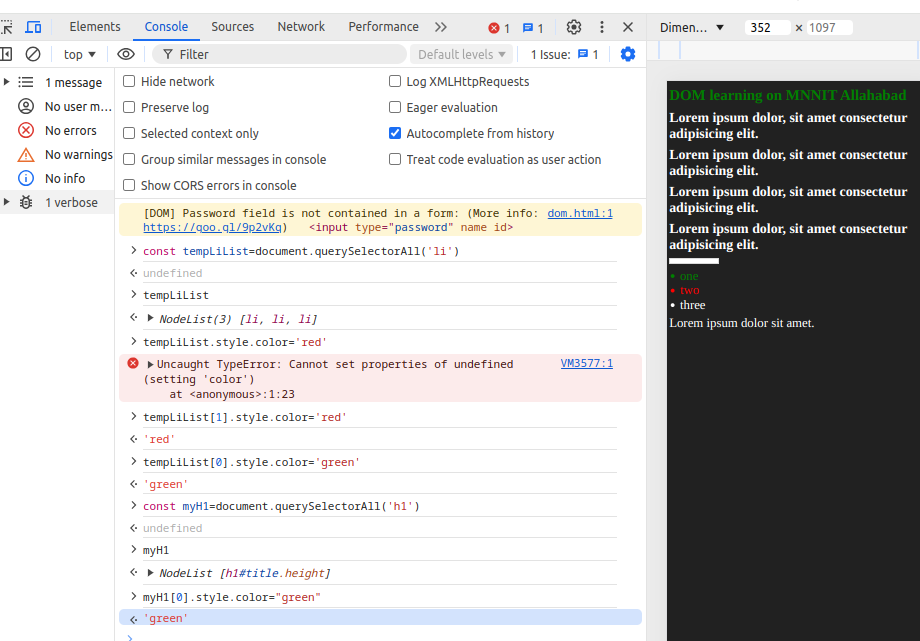 Elements Console Sources Network Performance 1 1
Dimen... 352 × 1097
top Filter Default levels 1 Issue: 1
1 message
No user m...
No errors
No warnings
No info
1 verbose
Hide network Log XMLHttpRequests
Preserve log Eager evaluation
Selected context only Autocomplete from history
Group similar messages in console Treat code evaluation as user action
Show CORS errors in console
[DOM] Password field is not contained in a form: (More info: dom.html:1
https://goo.gl/9p2vKq) <input type="password" name id>
> const tempLiList=document.querySelectorAll('li')
undefined
> tempLiList
NodeList(3) [li, li, li]
> tempLiList.style.color='red'
Uncaught TypeError: Cannot set properties of undefined VM3577:1
(setting 'color')
at <anonymous>:1:23
> tempLiList[1].style.color='red'
'red'
> tempLiList[0].style.color='green'
'green'
> const myH1=document.querySelectorAll('h1')
undefined
> myH1
NodeList [h1#title.height]
> myH1[0].style.color="green"
'green'
>
DOM learning on MNNIT Allahabad
Lorem ipsum dolor, sit amet consectetur
adipisicing elit.
Lorem ipsum dolor, sit amet consectetur
adipisicing elit.
Lorem ipsum dolor, sit amet consectetur
adipisicing elit.
Lorem ipsum dolor, sit amet consectetur
adipisicing elit.
• one
• two
• three
Lorem ipsum dolor sit amet.